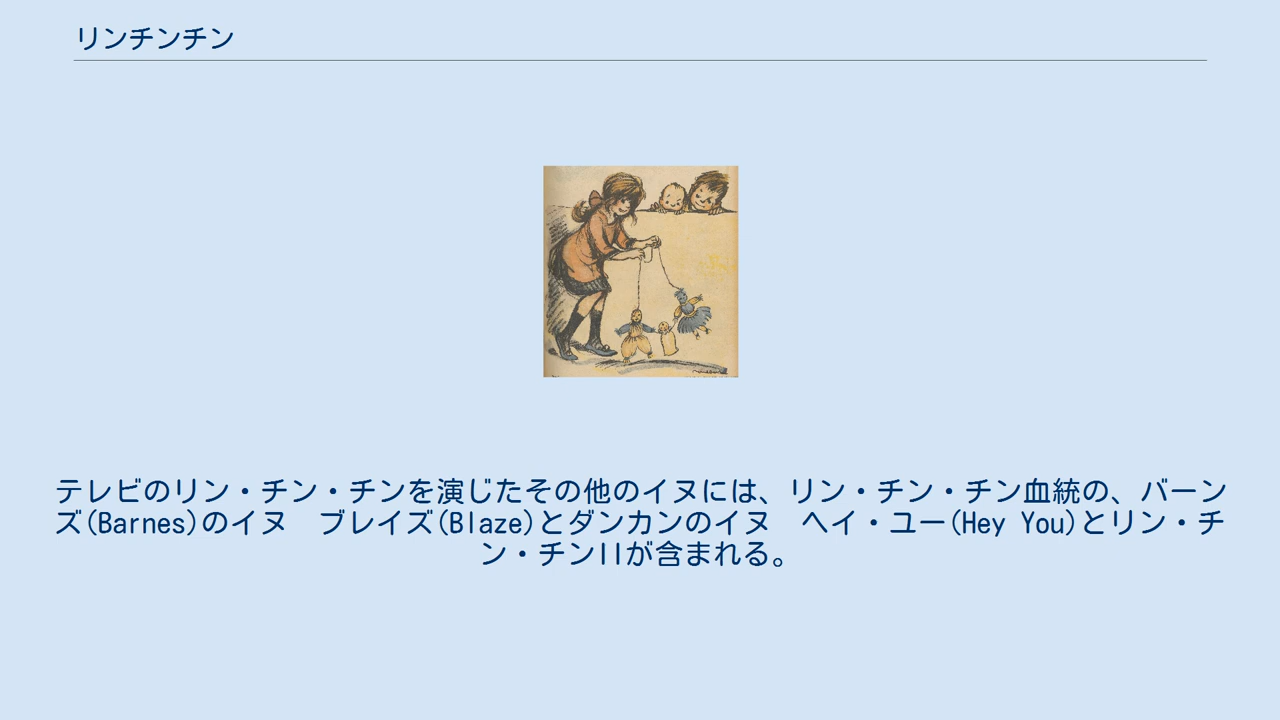 リンチンチン
テレビのリン・チン・チンを演じたその他のイヌには、リン・チン・チン血統の、バーン
ズ(Barnes)のイヌ　ブレイズ(Blaze)とダンカンのイヌ　ヘイ・ユー(Hey You)とリン・チ
ン・チンIIが含まれる。